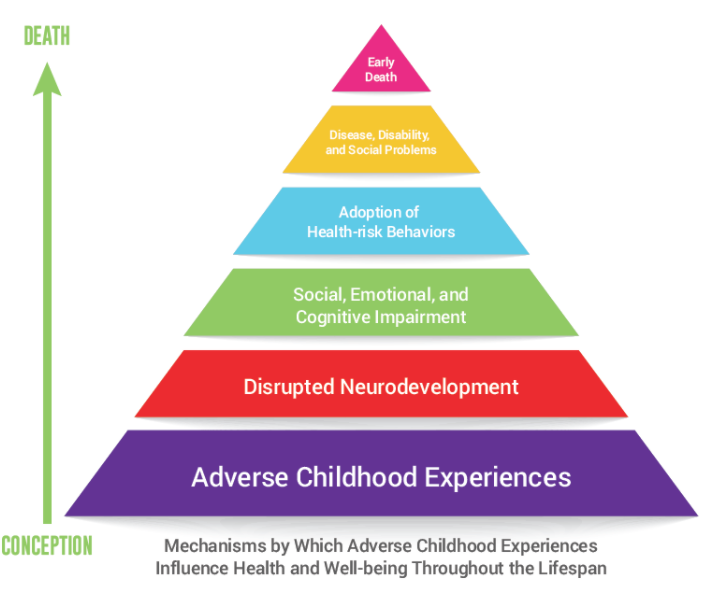 DEATH
Early
Death
Disease, Disability,
and Social Problems
Adoption of
Health-risk Behaviors
Social, Emotional, and
Cognitive Impairment
Disrupted Neurodevelopment
Adverse Childhood Experiences
CONCEPTION
Mechanisms by Which Adverse Childhood Experiences
Influence Health and Well-being Throughout the Lifespan